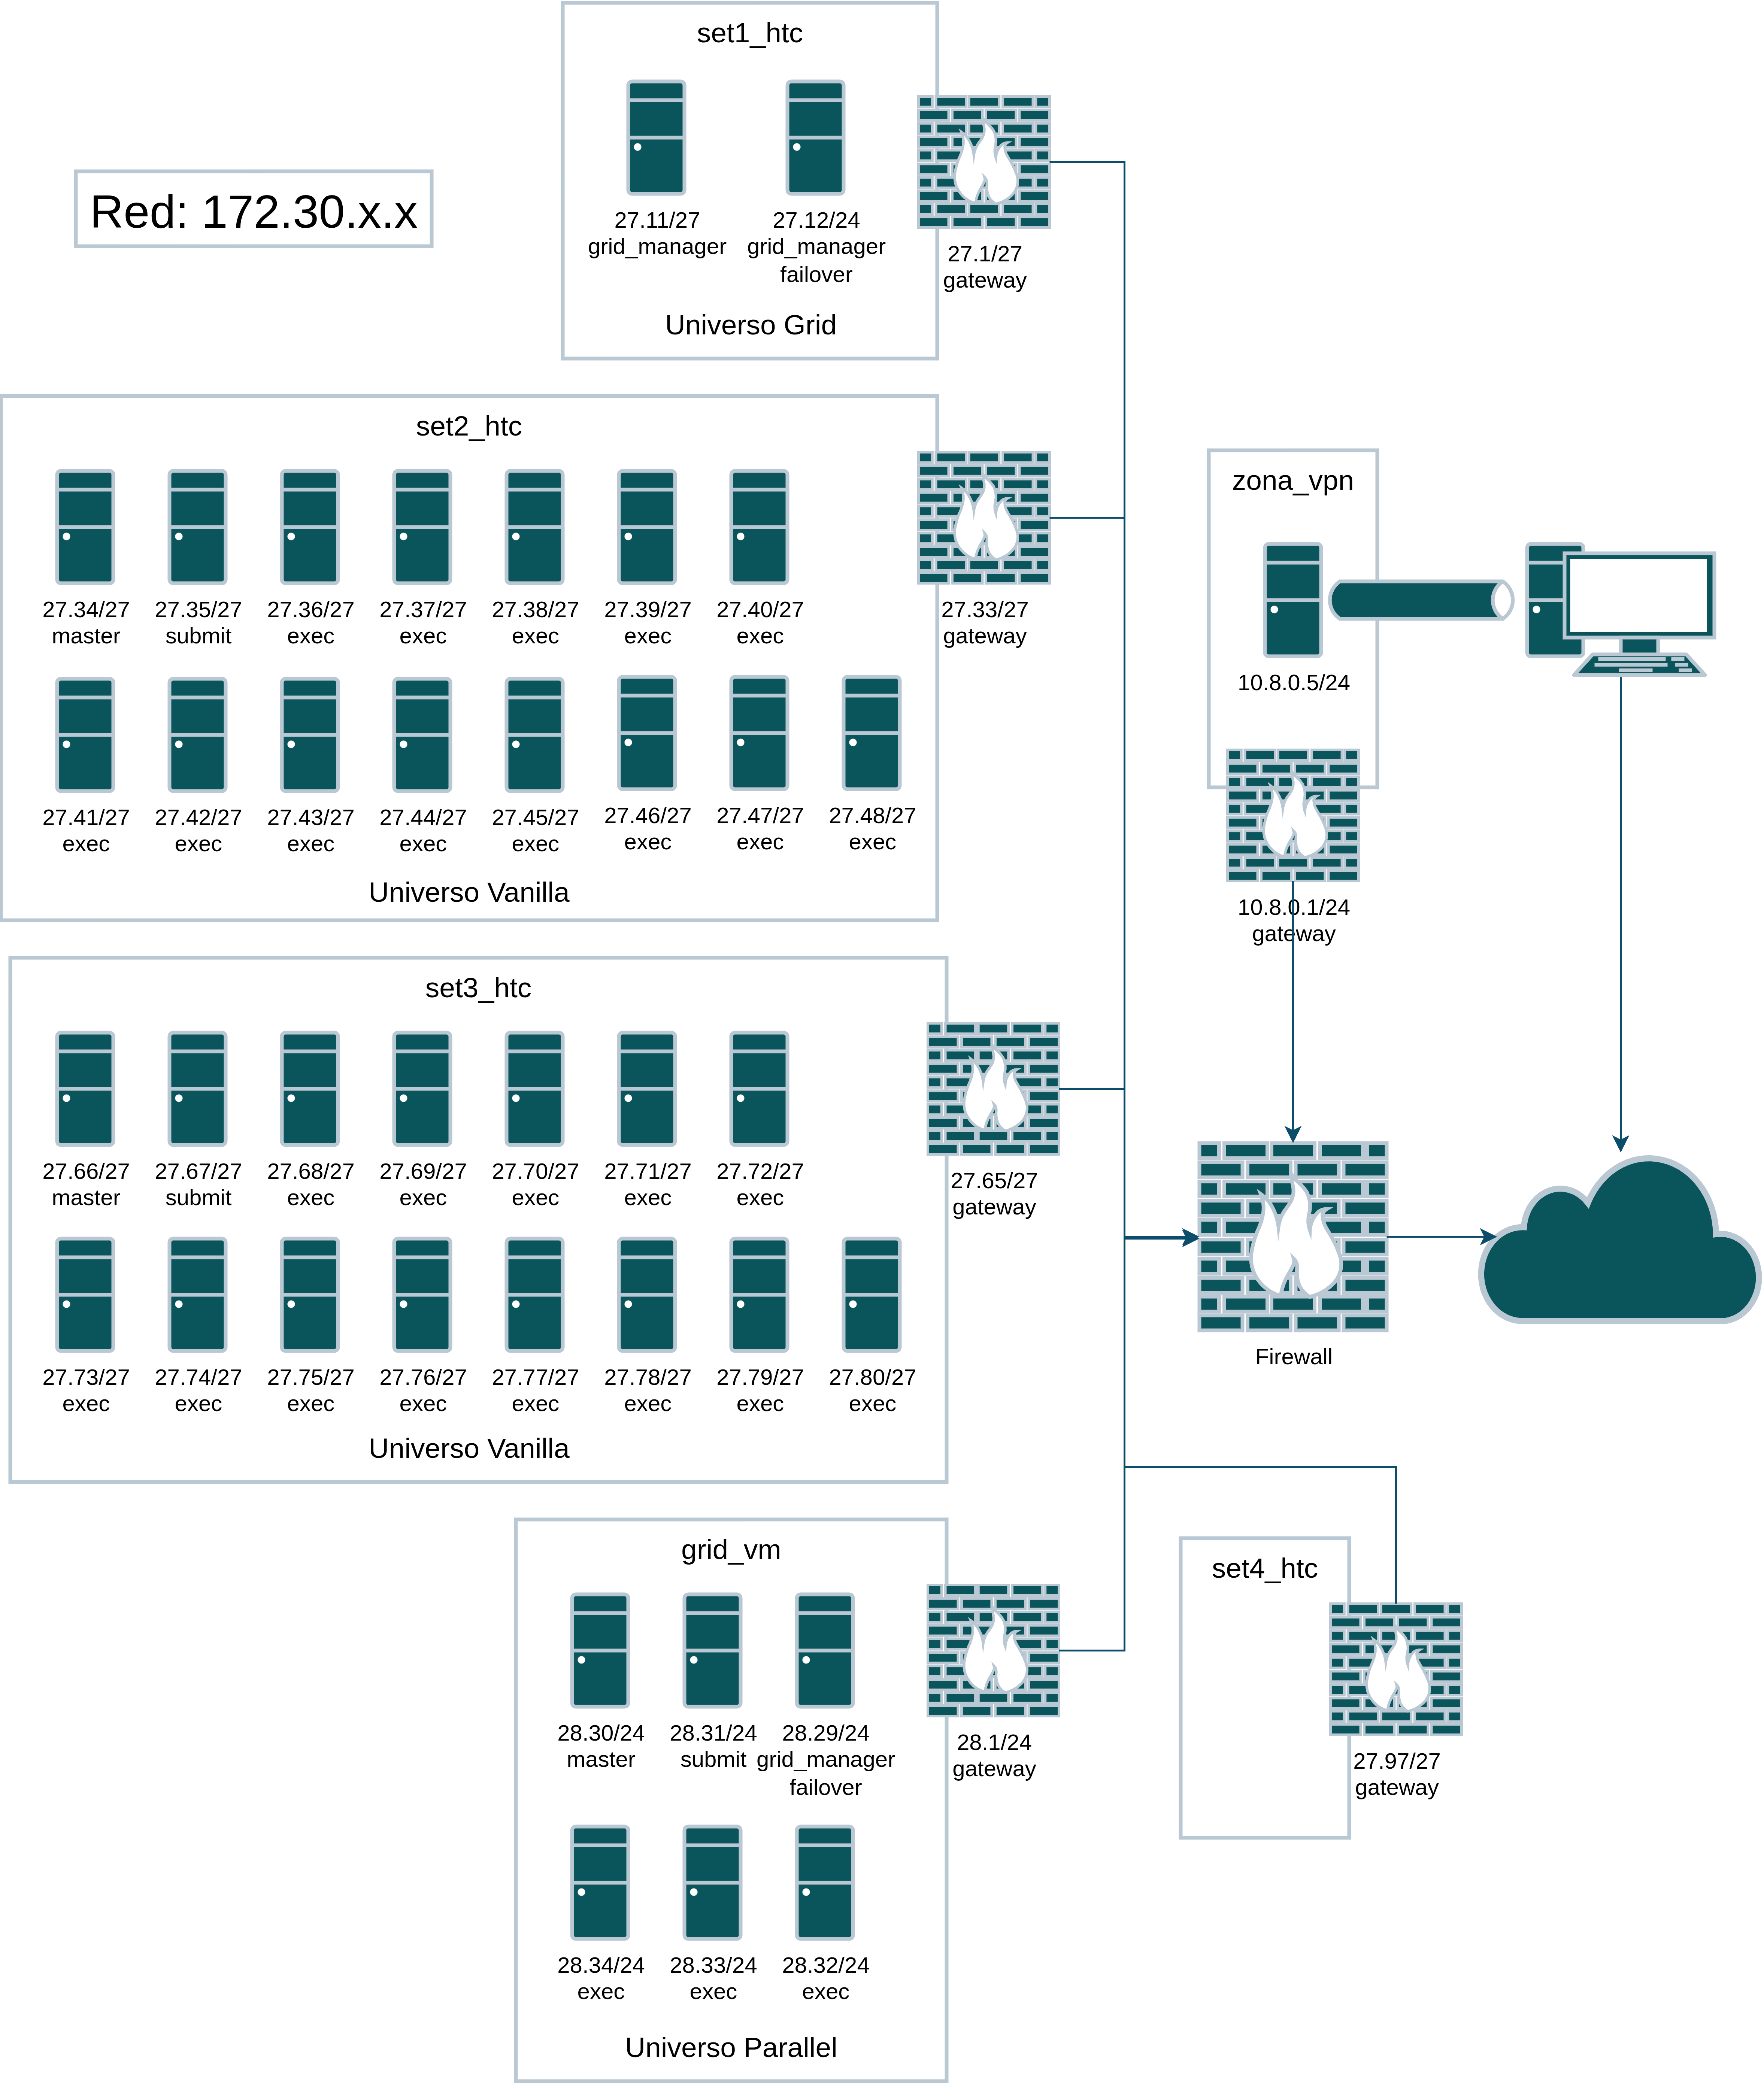 set1_htc
27.11/27
grid_manager
27.12/24
grid_manager
failover
27.1/27
gateway
Universo Grid
Red: 172.30.x.x
set2_htc
27.34/27
master
27.35/27
submit
27.36/27
exec
27.37/27
exec
27.38/27
exec
27.39/27
exec
27.40/27
exec
27.33/27
gateway
27.41/27
exec
27.42/27
exec
27.43/27
exec
27.44/27
exec
27.45/27
exec
27.46/27
exec
27.47/27
exec
27.48/27
exec
Universo Vanilla
zona_vpn
10.8.0.5/24
10.8.0.1/24
gateway
set3_htc
27.66/27
master
27.67/27
submit
27.68/27
exec
27.69/27
exec
27.70/27
exec
27.71/27
exec
27.72/27
exec
27.65/27
gateway
27.73/27
exec
27.74/27
exec
27.75/27
exec
27.76/27
exec
27.77/27
exec
27.78/27
exec
27.79/27
exec
27.80/27
exec
Universo Vanilla
Firewall
grid_vm
28.30/24
master
28.31/24
submit
28.29/24
grid_manager
failover
28.1/24
gateway
28.34/24
exec
28.33/24
exec
28.32/24
exec
Universo Parallel
set4_htc
27.97/27
gateway